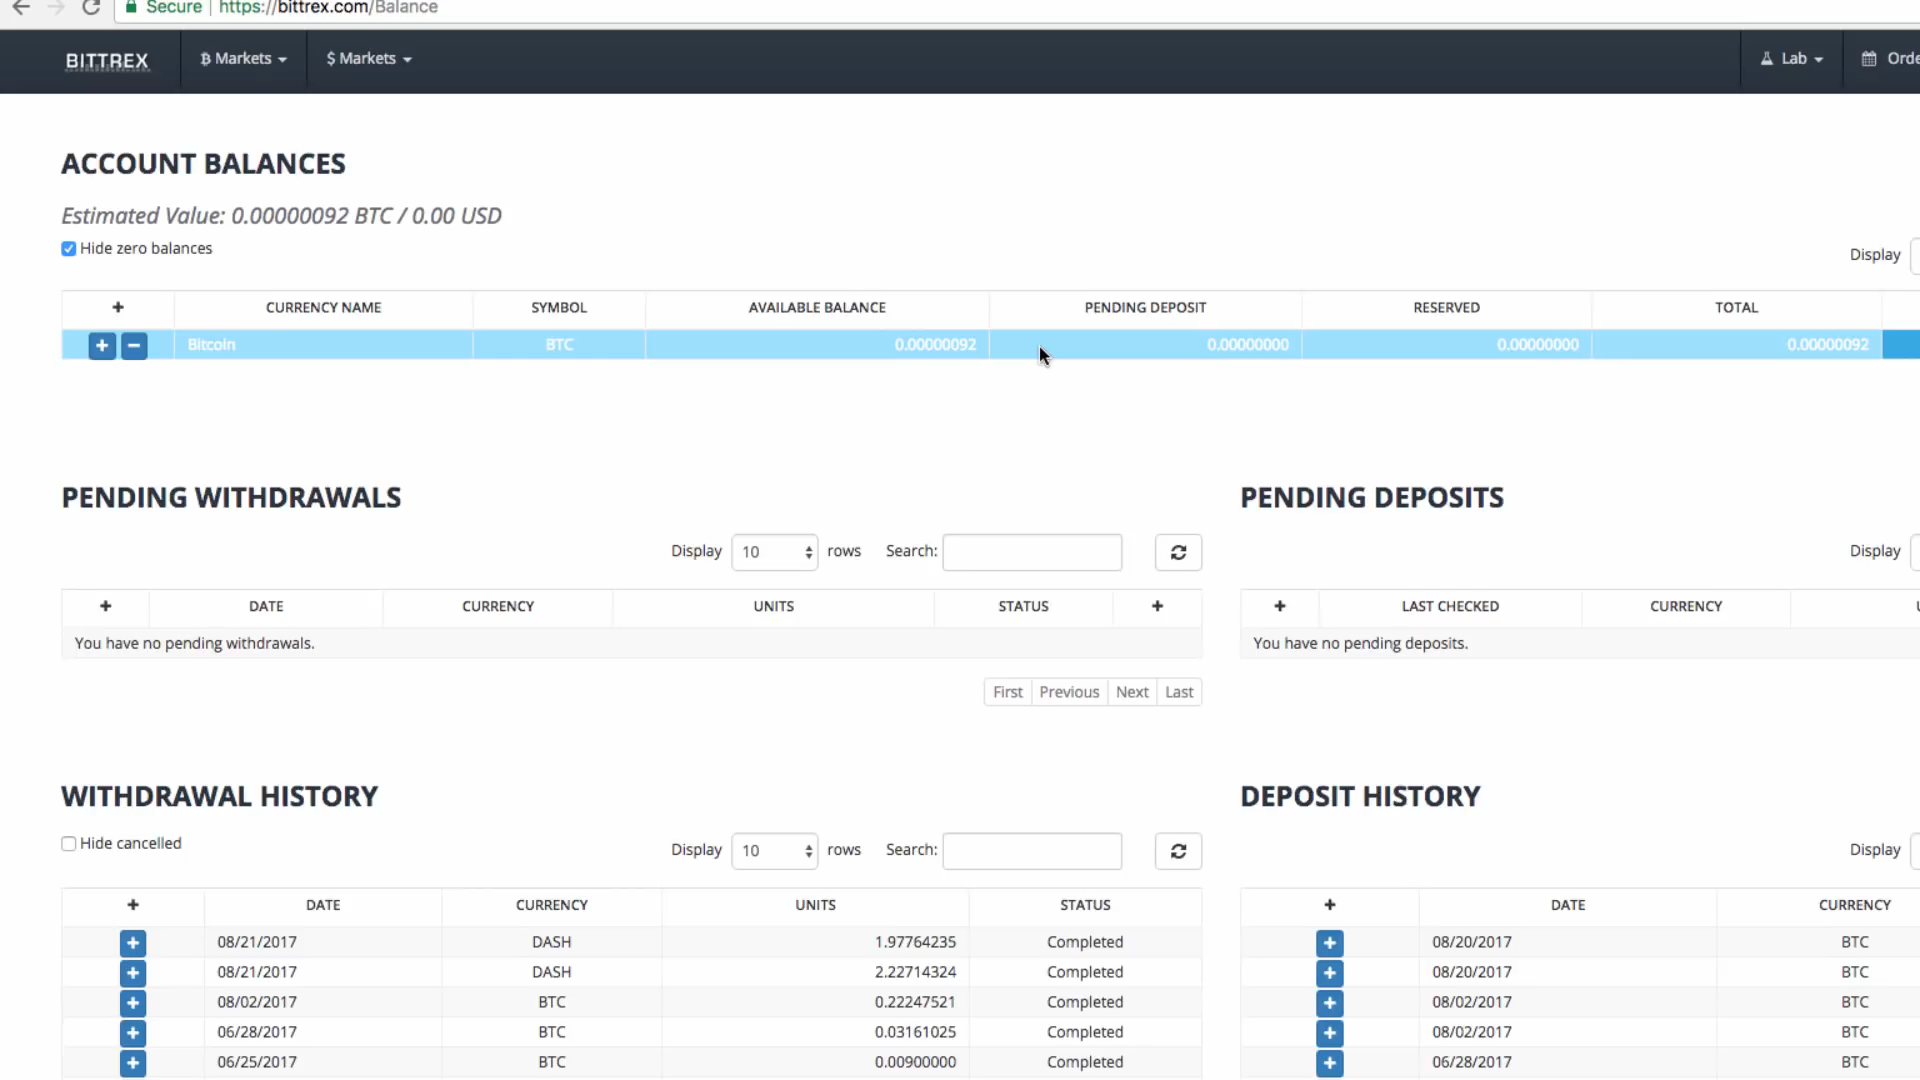 Secure | https://bittrex.com/Balance
BITTREX
₿ Markets
$ Markets
Lab
ACCOUNT BALANCES
Estimated Value: 0.00000092 BTC / 0.00 USD
Hide zero balances
Display
+ CURRENCY NAME SYMBOL AVAILABLE BALANCE PENDING DEPOSIT RESERVED TOTAL
+ − Bitcoin BTC 0.00000092 0.00000000 0.00000000 0.00000092
PENDING WITHDRAWALS
Display 10 rows Search:
+ DATE CURRENCY UNITS STATUS +
You have no pending withdrawals.
First Previous Next Last
PENDING DEPOSITS
Display
+ LAST CHECKED CURRENCY
You have no pending deposits.
WITHDRAWAL HISTORY
Hide cancelled
Display 10 rows Search:
+ DATE CURRENCY UNITS STATUS
+ 08/21/2017 DASH 1.97764235 Completed
+ 08/21/2017 DASH 2.22714324 Completed
+ 08/02/2017 BTC 0.22247521 Completed
+ 06/28/2017 BTC 0.03161025 Completed
+ 06/25/2017 BTC 0.00900000 Completed
DEPOSIT HISTORY
Display
+ DATE CURRENCY
+ 08/20/2017 BTC
+ 08/20/2017 BTC
+ 08/02/2017 BTC
+ 08/02/2017 BTC
+ 06/28/2017 BTC